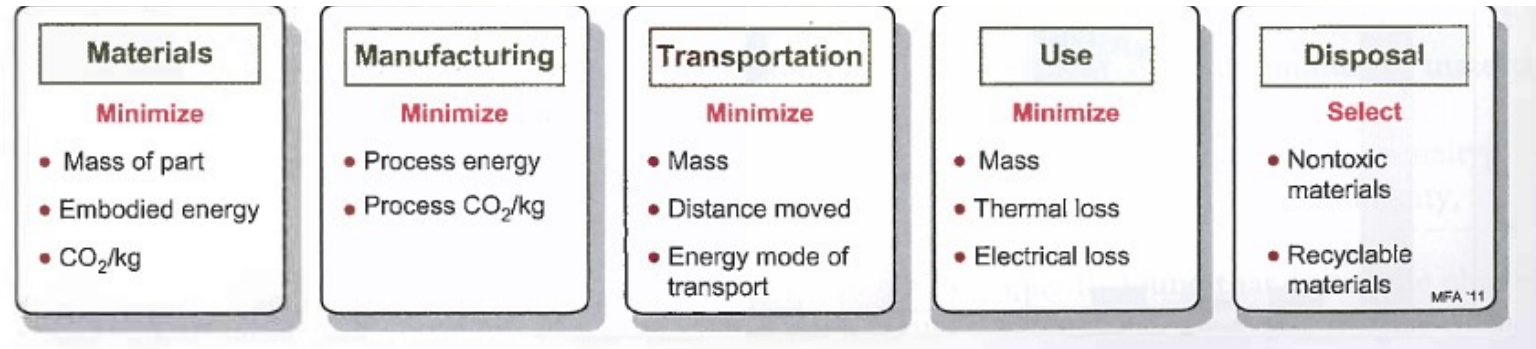 Materials
Minimize
• Mass of part
• Embodied energy
• CO₂/kg
Manufacturing
Minimize
• Process energy
• Process CO₂/kg
Transportation
Minimize
• Mass
• Distance moved
• Energy mode of
transport
Use
Minimize
• Mass
• Thermal loss
• Electrical loss
Disposal
Select
• Nontoxic
materials
• Recyclable
materials
MFA '11